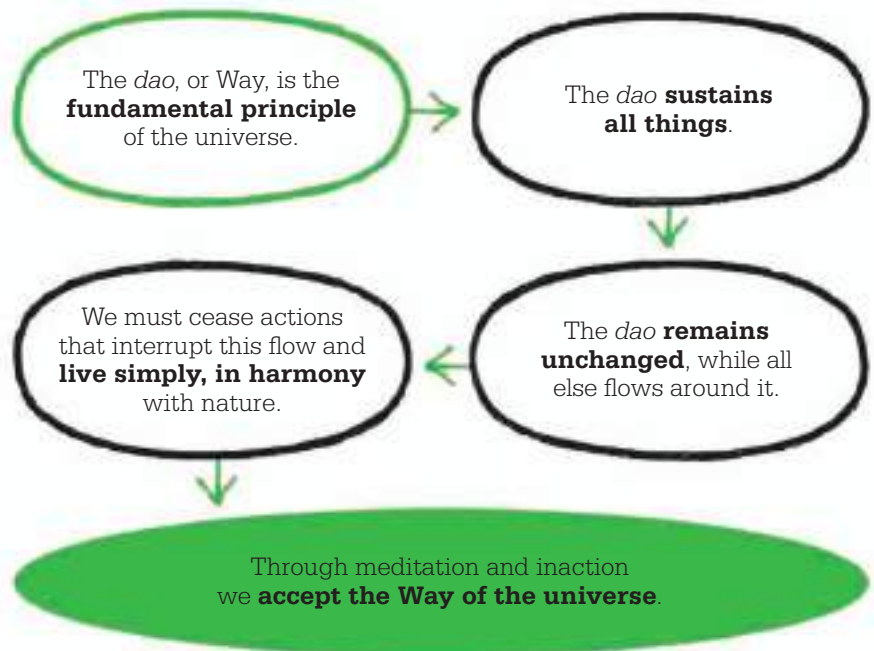 The dao, or Way, is the
fundamental principle
of the universe.
The dao sustains
all things.
The dao remains
unchanged, while all
else flows around it.
We must cease actions
that interrupt this flow and
live simply, in harmony
with nature.
Through meditation and inaction
we accept the Way of the universe.